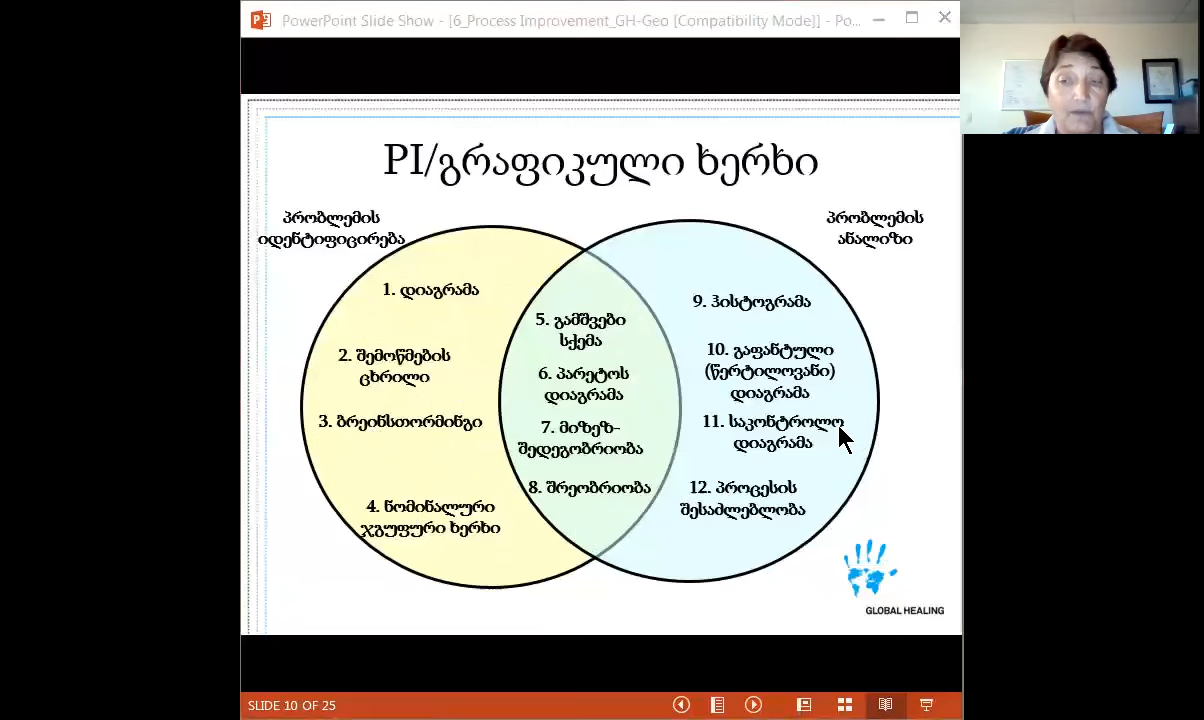 PowerPoint Slide Show - [6_Process Improvement_GH-Geo [Compatibility Mode]] - Po...
PI/გრაფიკული ხერხი
პრობლემის
იდენტიფიცირება
პრობლემის
ანალიზი
1. დიაგრამა
2. შემოწმების
ცხრილი
3. ბრეინსთორმინგი
4. ნომინალური
ჯგუფური ხერხი
5. გამშვები
სქემა
6. პარეტოს
დიაგრამა
7. მიზეზ-
შედეგობრიობა
8. შრეობრიობა
9. ჰისტოგრამა
10. გაფანტული
(წერტილოვანი)
დიაგრამა
11. საკონტროლო
დიაგრამა
12. პროცესის
შესაძლებლობა
GLOBAL HEALING
SLIDE 10 OF 25